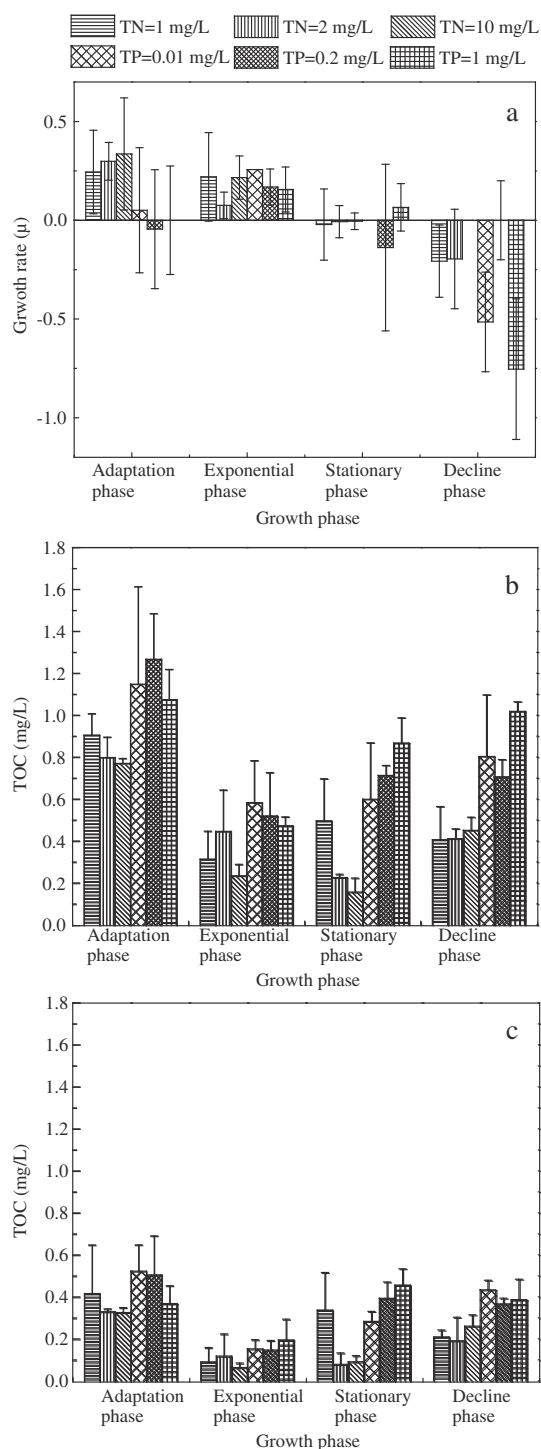 TN=1 mg/L TN=2 mg/L TN=10 mg/L
TP=0.01 mg/L TP=0.2 mg/L TP=1 mg/L
a
0.5
0.0
-0.5
-1.0
Grwoth rate (μ)
Adaptation phase
Exponential phase
Stationary phase
Decline phase
Growth phase
b
1.8
1.6
1.4
1.2
1.0
0.8
0.6
0.4
0.2
0.0
TOC (mg/L)
Adaptation phase
Exponential phase
Stationary phase
Decline phase
Growth phase
c
1.8
1.6
1.4
1.2
1.0
0.8
0.6
0.4
0.2
0.0
TOC (mg/L)
Adaptation phase
Exponential phase
Stationary phase
Decline phase
Growth phase